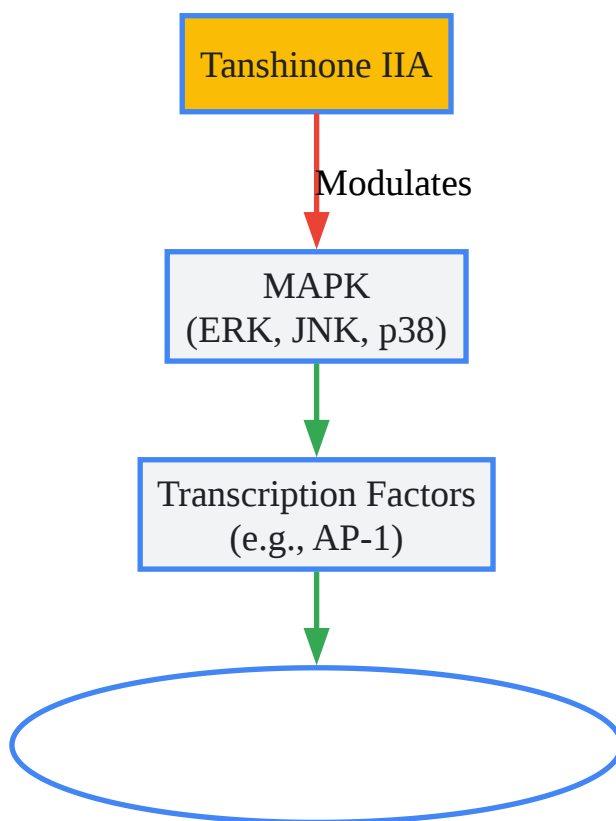 Tanshinone IIA
Modulates
MAPK
(ERK, JNK, p38)
Transcription Factors
(e.g., AP-1)